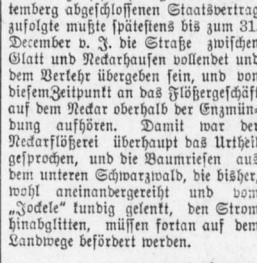 temberg abgeschlossenen Staatsvertrag
zufolge mußte spätestens bis zum 31.
December v. J. die Straße zwischen
Glatt und Neckarhausen vollendet und
dem Verkehr übergeben sein, und von
diesem Zeitpunkt an das Flößergeschäft
auf dem Neckar oberhalb der Enzmün-
dung aufhören. Damit war der
Neckarflößerei überhaupt das Urtheil
gesprochen, und die Baumriesen aus
dem unteren Schwarzwald, die bisher,
wohl aneinandergereiht und vom
„Jockele“ kundig gelenkt, den Strom
hinabglitten, müssen fortan auf dem
Landwege befördert werden.